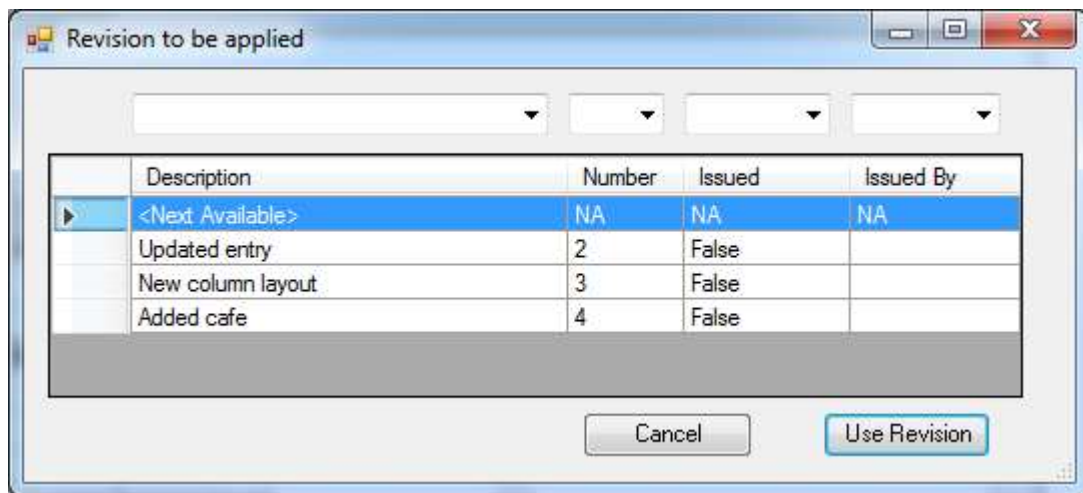 Revision to be applied
Description Number Issued Issued By
<Next Available> NA NA NA
Updated entry 2 False
New column layout 3 False
Added cafe 4 False
Cancel Use Revision